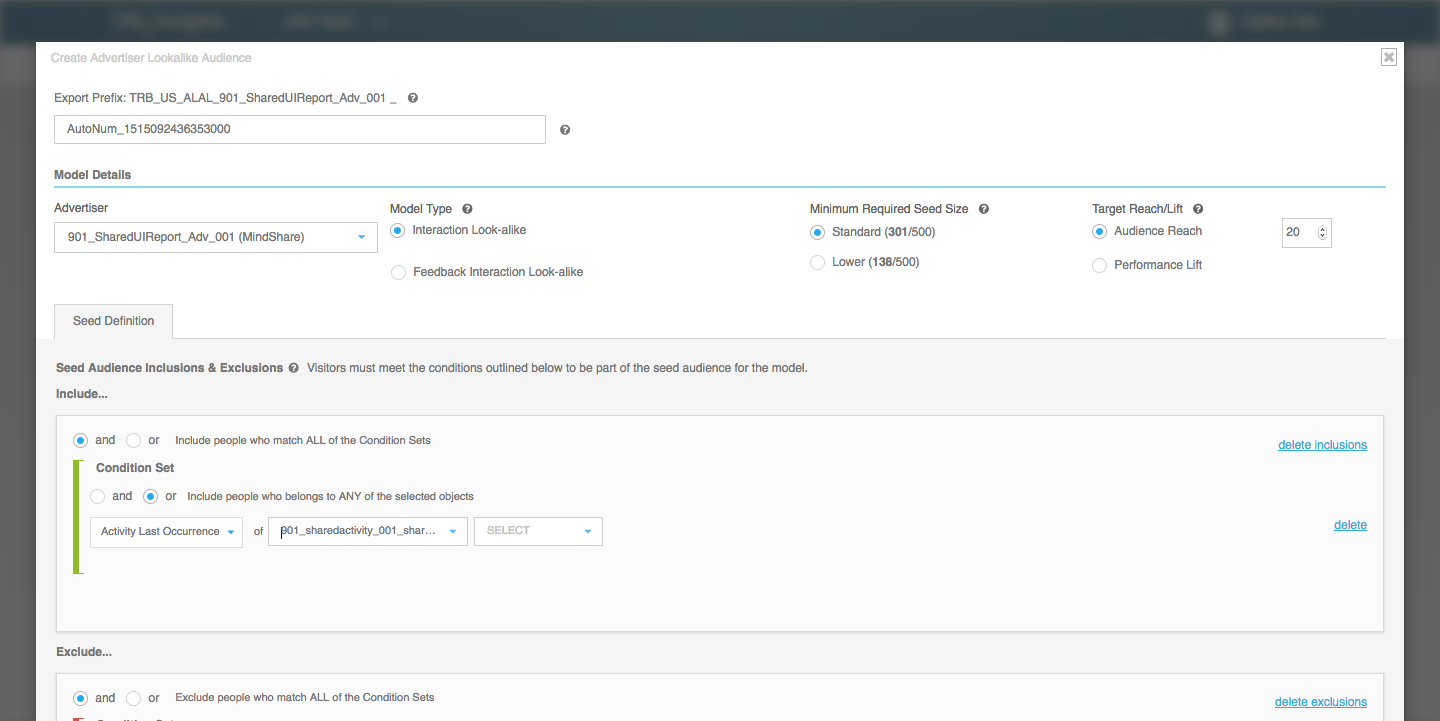 Create Advertiser Lookalike Audience
Export Prefix: TRB_US_ALAL_901_SharedUIReport_Adv_001 _
AutoNum_1515092436353000
Model Details
Advertiser
901_SharedUIReport_Adv_001 (MindShare)
Model Type
Interaction Look-alike
Feedback Interaction Look-alike
Minimum Required Seed Size
Standard (301/500)
Lower (138/500)
Target Reach/Lift
Audience Reach
20
Performance Lift
Seed Definition
Seed Audience Inclusions & Exclusions Visitors must meet the conditions outlined below to be part of the seed audience for the model.
Include...
and or Include people who match ALL of the Condition Sets
delete inclusions
Condition Set
and or Include people who belongs to ANY of the selected objects
Activity Last Occurrence of 901_sharedactivity_001_shar... SELECT
delete
Exclude...
and or Exclude people who match ALL of the Condition Sets
delete exclusions